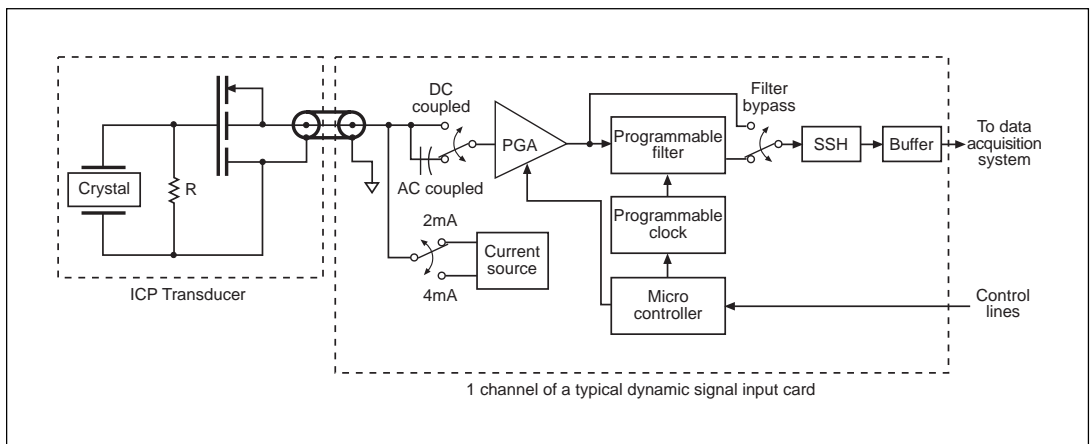 DC
coupled
Filter
bypass
PGA
Programmable
filter
SSH
Buffer
To data
acquisition
system
Crystal
R
AC coupled
Programmable
clock
2mA
Current
source
4mA
ICP Transducer
Micro
controller
Control
lines
1 channel of a typical dynamic signal input card